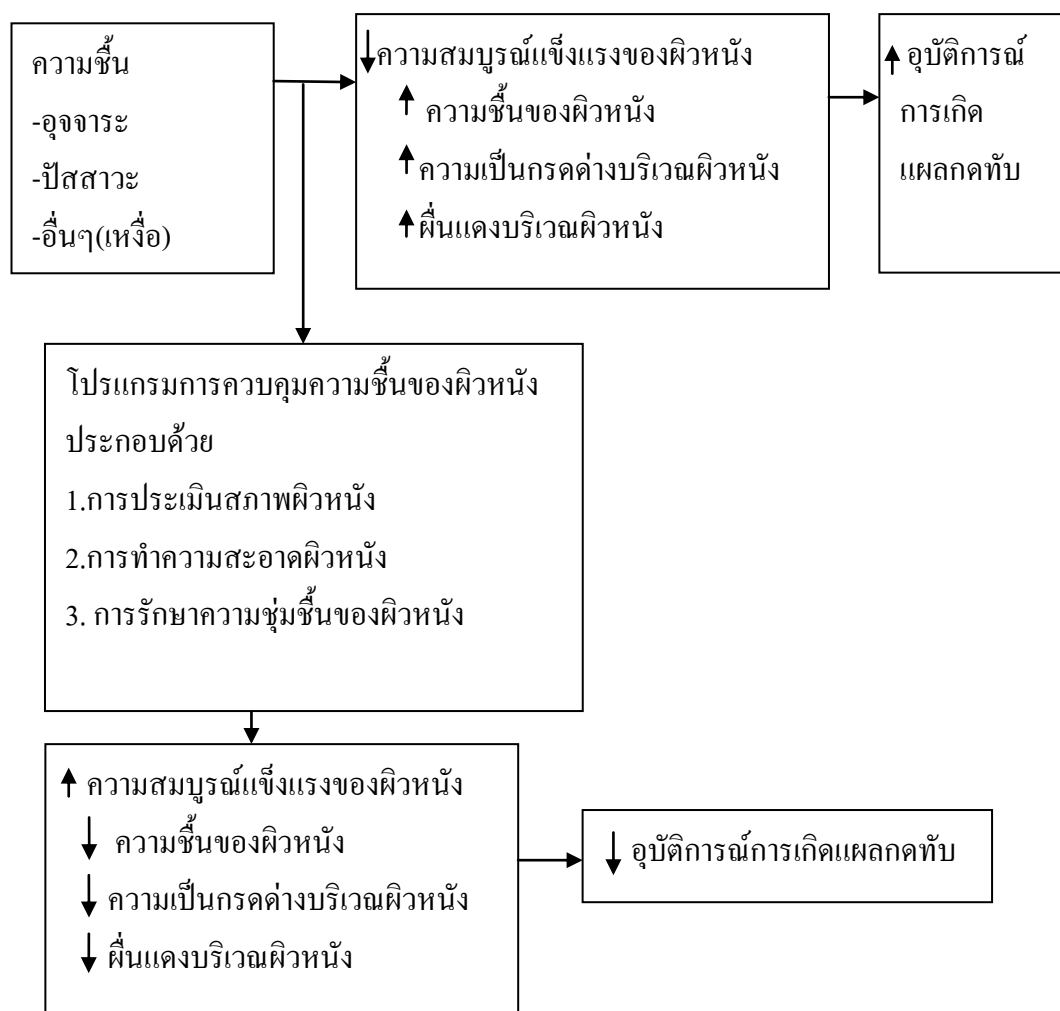 ความชื้น
-อุจจาระ
-ปัสสาวะ
-อื่นๆ(เหงื่อ)
↓ความสมบูรณ์แข็งแรงของผิวหนัง
↑ ความชื้นของผิวหนัง
↑ความเป็นกรดด่างบริเวณผิวหนัง
↑ผื่นแดงบริเวณผิวหนัง
↑ อุบัติการณ์
การเกิด
แผลกดทับ
โปรแกรมการควบคุมความชื้นของผิวหนัง
ประกอบด้วย
1.การประเมินสภาพผิวหนัง
2.การทำความสะอาดผิวหนัง
3. การรักษาความชุ่มชื้นของผิวหนัง
↑ ความสมบูรณ์แข็งแรงของผิวหนัง
↓ ความชื้นของผิวหนัง
↓ ความเป็นกรดด่างบริเวณผิวหนัง
↓ ผื่นแดงบริเวณผิวหนัง
↓ อุบัติการณ์การเกิดแผลกดทับ